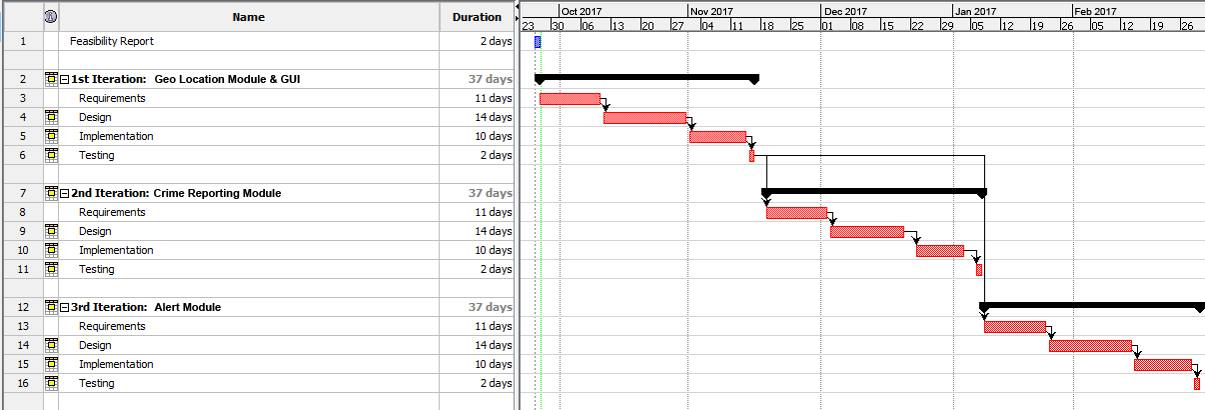 Name Duration Oct 2017 Nov 2017 Dec 2017 Jan 2017 Feb 2017
23 30 06 13 20 27 04 11 18 25 01 08 15 22 29 05 12 19 26 05 12 19 26
1 Feasibility Report 2 days
2 1st Iteration: Geo Location Module & GUI 37 days
3 Requirements 11 days
4 Design 14 days
5 Implementation 10 days
6 Testing 2 days
7 2nd Iteration: Crime Reporting Module 37 days
8 Requirements 11 days
9 Design 14 days
10 Implementation 10 days
11 Testing 2 days
12 3rd Iteration: Alert Module 37 days
13 Requirements 11 days
14 Design 14 days
15 Implementation 10 days
16 Testing 2 days